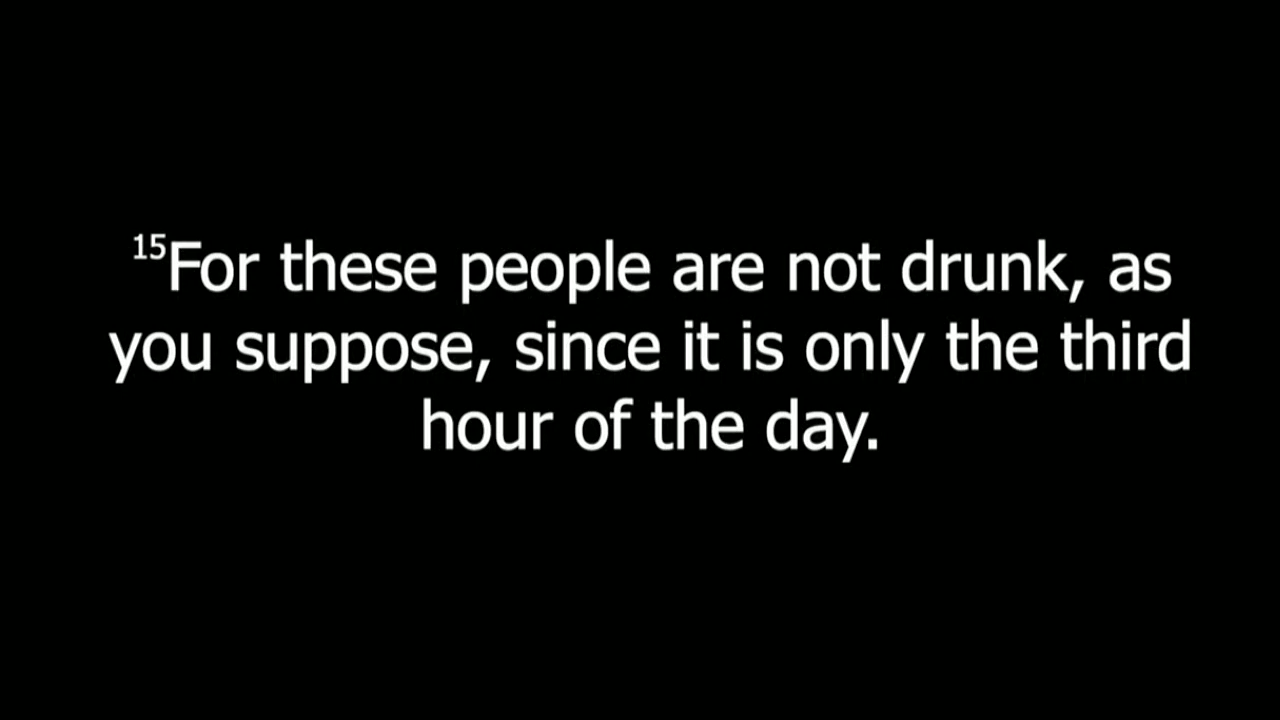 15For these people are not drunk, as
you suppose, since it is only the third
hour of the day.